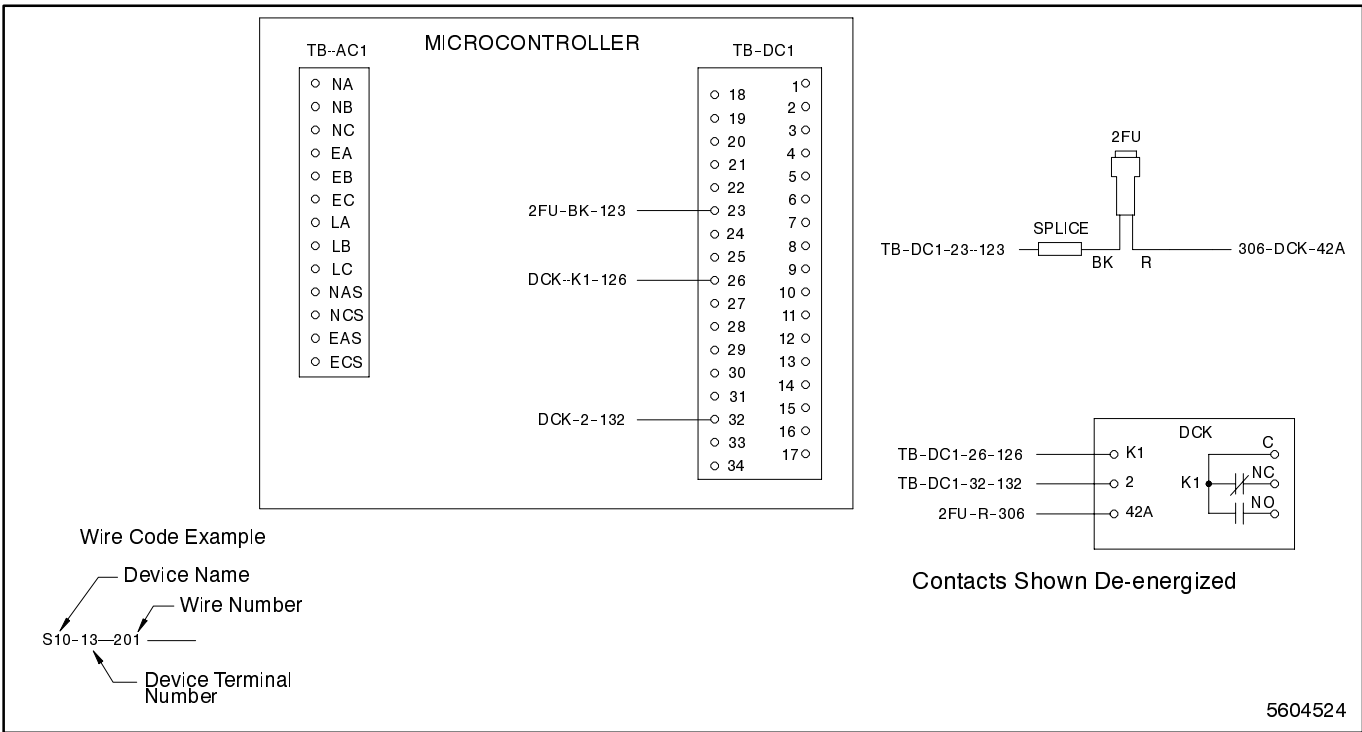 MICROCONTROLLER
TB--AC1
NA
NB
NC
EA
EB
EC
LA
LB
LC
NAS
NCS
EAS
ECS
TB-DC1
18
19
20
21
22
23
24
25
26
27
28
29
30
31
32
33
34
1
2
3
4
5
6
7
8
9
10
11
12
13
14
15
16
17
2FU-BK-123
DCK--K1-126
DCK-2-132
2FU
SPLICE
TB-DC1-23--123
BK
R
306-DCK-42A
DCK
TB-DC1-26-126
K1
TB-DC1-32-132
2
2FU-R-306
42A
K1
C
NC
NO
Contacts Shown De-energized
Wire Code Example
Device Name
Wire Number
S10-13—201
Device Terminal
Number
5604524